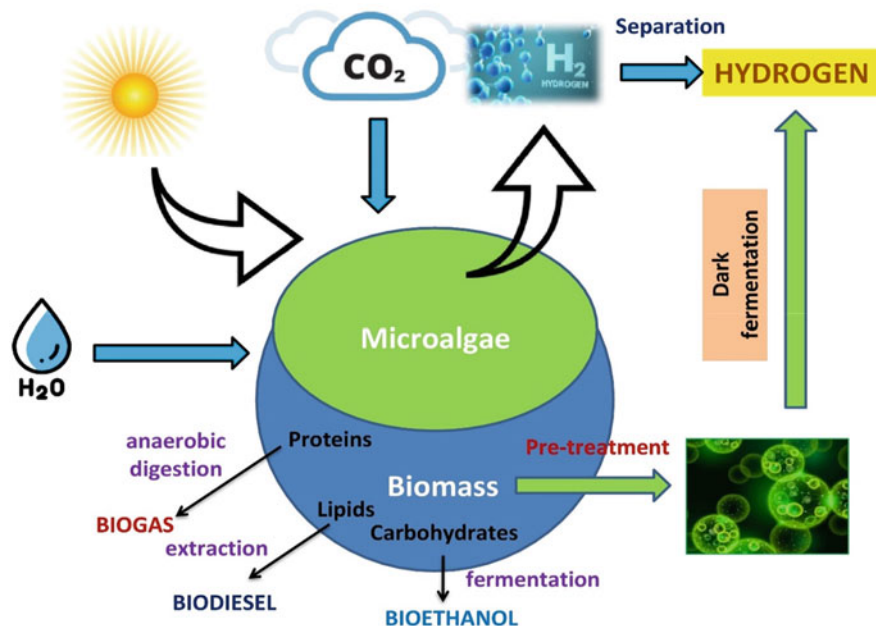 CO₂
H₂
HYDROGEN
Separation
HYDROGEN
Dark
fermentation
H₂O
Microalgae
anaerobic
digestion
Proteins
Pre-treatment
Biomass
BIOGAS
Lipids
extraction
Carbohydrates
fermentation
BIODIESEL
BIOETHANOL